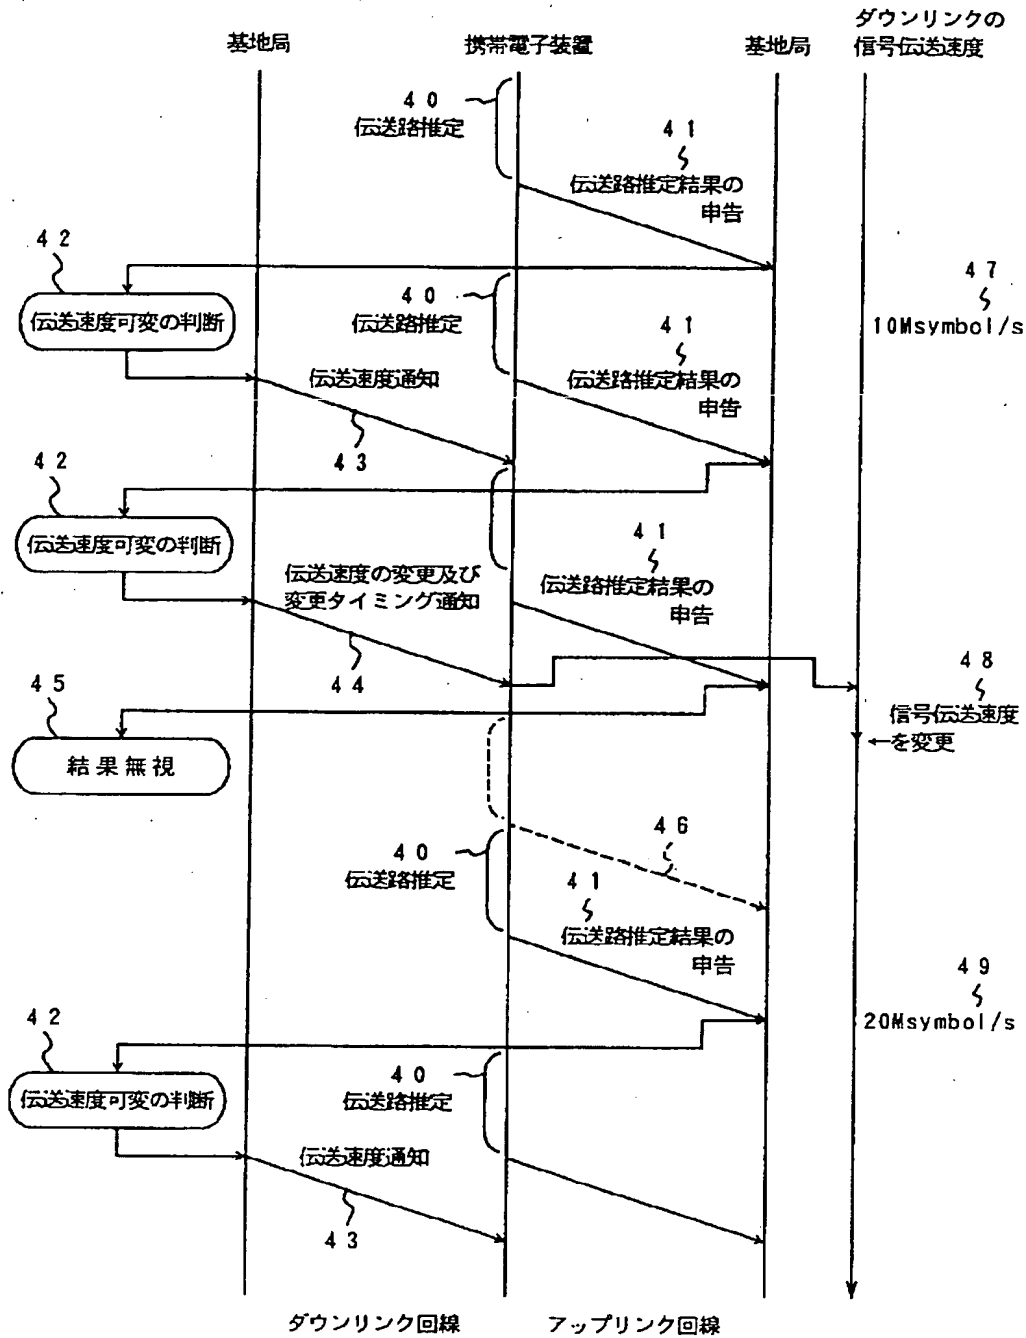 ダウンリンクの
信号伝送速度
基地局
携帯電子装置
基地局
40
伝送路推定
41
伝送路推定結果の
申告
42
伝送速度可変の判断
40
伝送路推定
47
10Msymbol/s
41
伝送路推定結果の
申告
伝送速度通知
43
42
伝送速度可変の判断
41
伝送路推定結果の
申告
伝送速度の変更及び
変更タイミング通知
44
45
結果無視
48
信号伝送速度
を変更
46
40
伝送路推定
41
伝送路推定結果の
申告
49
20Msymbol/s
42
伝送速度可変の判断
40
伝送路推定
伝送速度通知
43
ダウンリンク回線
アップリンク回線